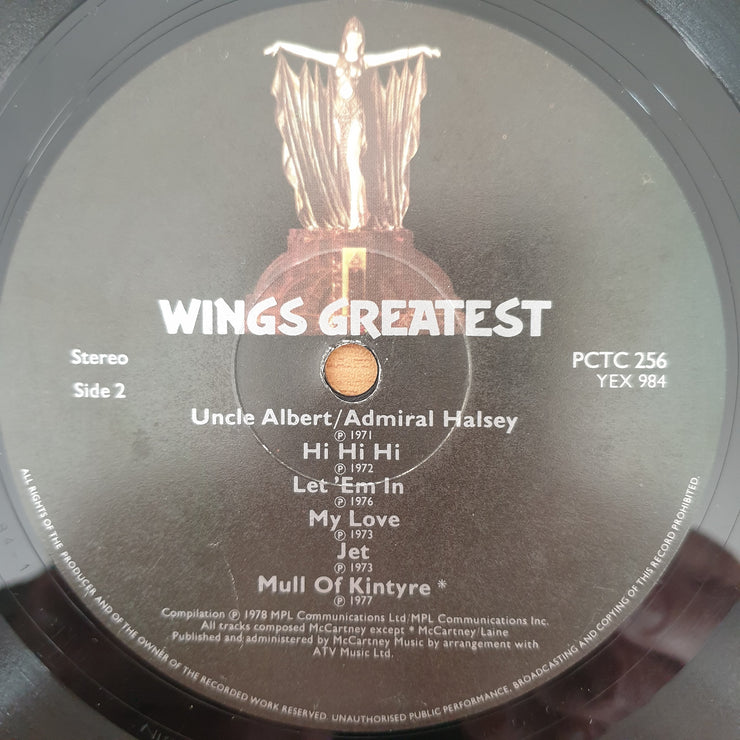 WINGS GREATEST
Stereo
Side 2
PCTC 256
YEX 984
Uncle Albert/Admiral Halsey
℗ 1971
Hi Hi Hi
℗ 1972
Let 'Em In
℗ 1976
My Love
℗ 1973
Jet
℗ 1973
Mull Of Kintyre *
℗ 1977
Compilation ℗ 1978 MPL Communications Ltd/MPL Communications Inc.
All tracks composed McCartney except * McCartney/Laine
Published and administered by McCartney Music by arrangement with
ATV Music Ltd.
ALL RIGHTS OF THE PRODUCER AND OF THE OWNER OF THE RECORDED WORK RESERVED. UNAUTHORISED PUBLIC PERFORMANCE, BROADCASTING AND COPYING OF THIS RECORD PROHIBITED.